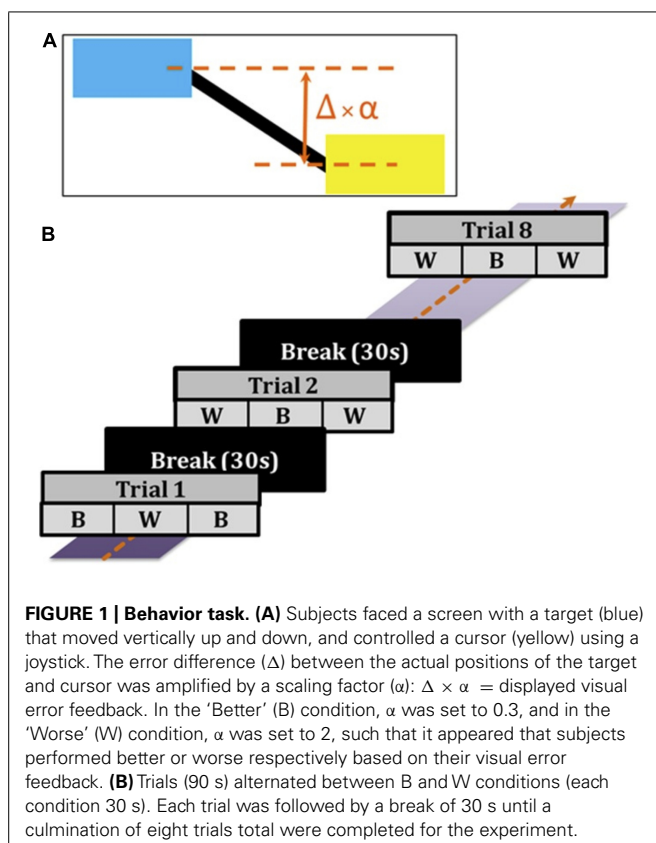 A
Δ × α
B
Trial 8
W B W
Break (30s)
Trial 2
W B W
Break (30s)
Trial 1
B W B
FIGURE 1 | Behavior task. (A) Subjects faced a screen with a target (blue)
that moved vertically up and down, and controlled a cursor (yellow) using a
joystick. The error difference (Δ) between the actual positions of the target
and cursor was amplified by a scaling factor (α): Δ × α = displayed visual
error feedback. In the ‘Better’ (B) condition, α was set to 0.3, and in the
‘Worse’ (W) condition, α was set to 2, such that it appeared that subjects
performed better or worse respectively based on their visual error
feedback. (B) Trials (90 s) alternated between B and W conditions (each
condition 30 s). Each trial was followed by a break of 30 s until a
culmination of eight trials total were completed for the experiment.